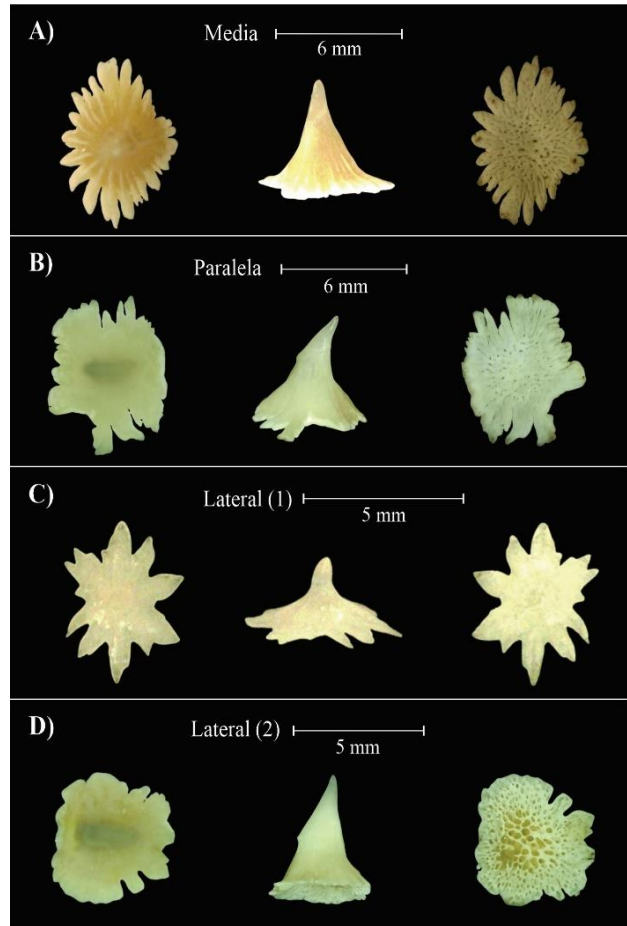 A)
Media
6 mm
B)
Paralela
6 mm
C)
Lateral (1)
5 mm
D)
Lateral (2)
5 mm